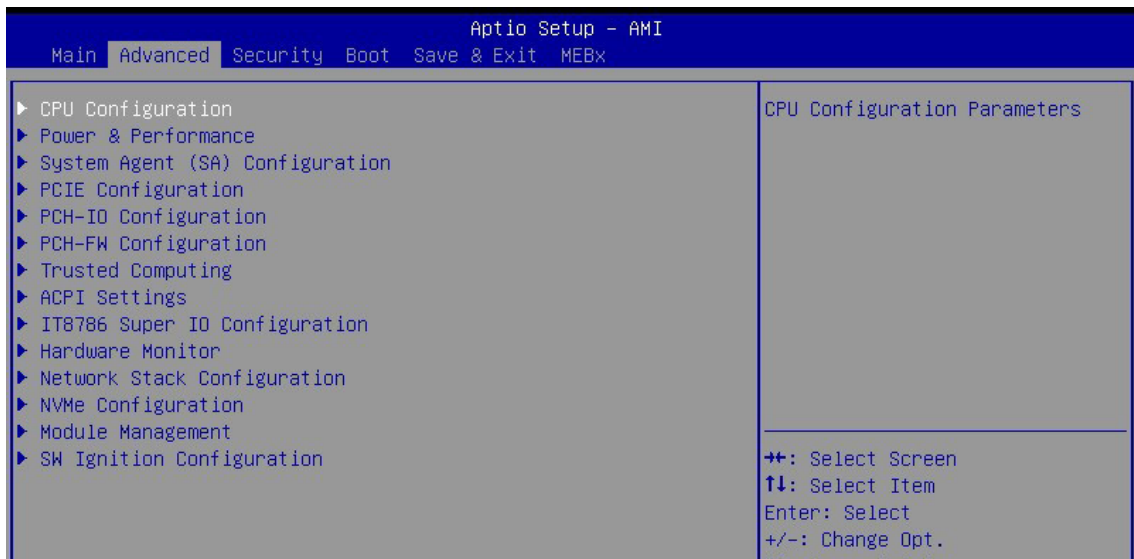 Aptio Setup – AMI
Main Advanced Security Boot Save & Exit MEBx
▶ CPU Configuration
▶ Power & Performance
▶ System Agent (SA) Configuration
▶ PCIE Configuration
▶ PCH-IO Configuration
▶ PCH-FW Configuration
▶ Trusted Computing
▶ ACPI Settings
▶ IT8786 Super IO Configuration
▶ Hardware Monitor
▶ Network Stack Configuration
▶ NVMe Configuration
▶ Module Management
▶ SW Ignition Configuration
CPU Configuration Parameters
→←: Select Screen
↑↓: Select Item
Enter: Select
+/-: Change Opt.